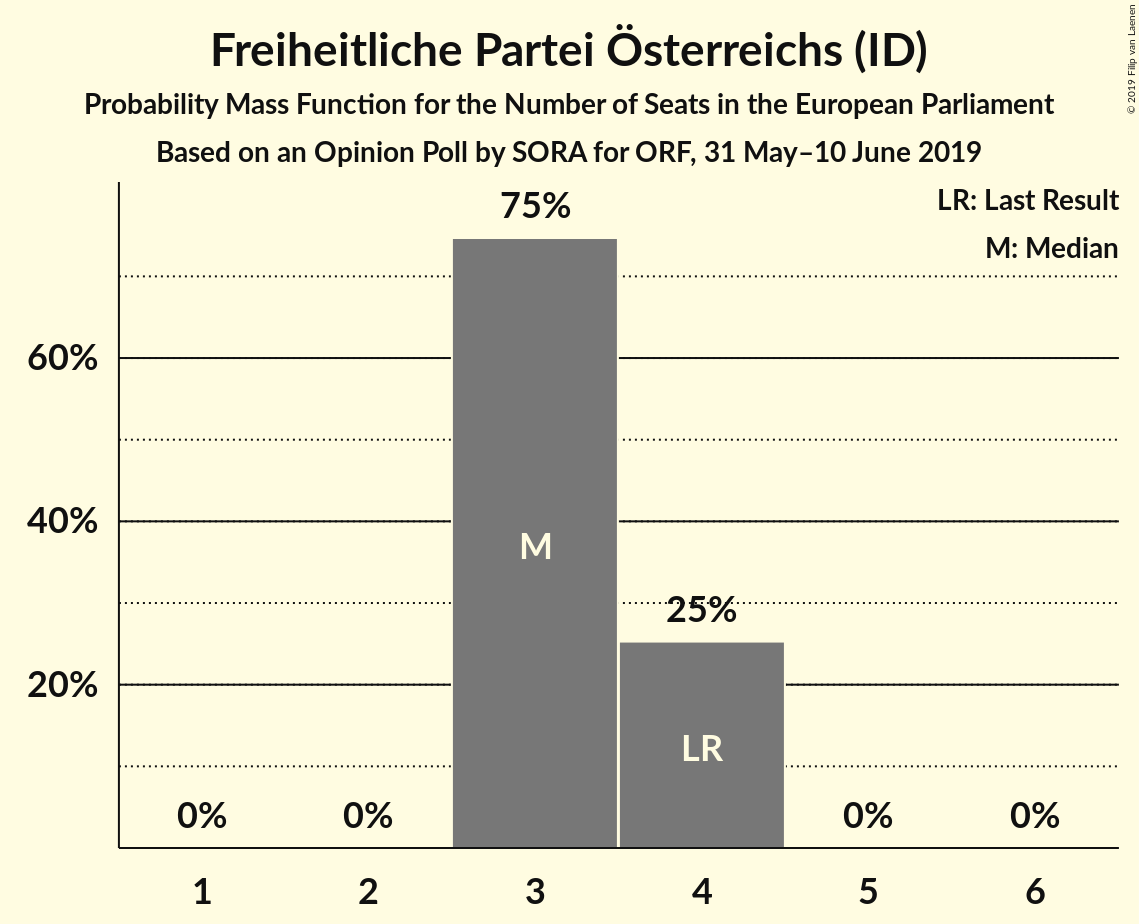 Freiheitliche Partei Österreichs (ID)
Probability Mass Function for the Number of Seats in the European Parliament
Based on an Opinion Poll by SORA for ORF, 31 May–10 June 2019
© 2019 Filip van Laenen
LR: Last Result
M: Median
75%
60%
40%
M
25%
20%
LR
0% 0% 0% 0%
1 2 3 4 5 6